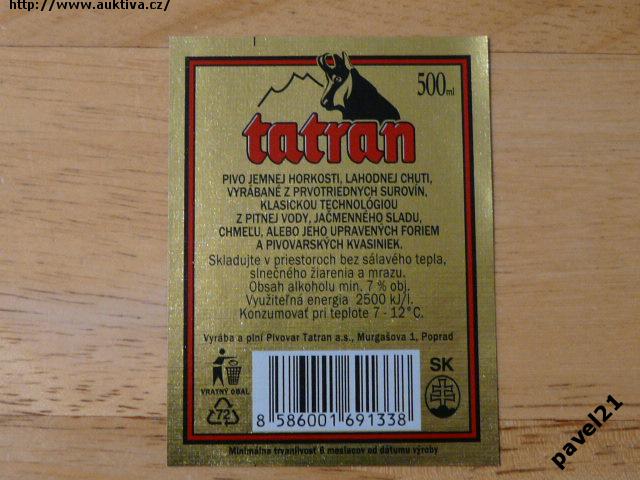 http://www.auktiva.cz/
500ml
tatran
PIVO JEMNEJ HORKOSTI, LAHODNEJ CHUTI,
VYRÁBANÉ Z PRVOTRIEDNYCH SUROVÍN,
KLASICKOU TECHNOLÓGIOU
Z PITNEJ VODY, JAČMENNÉHO SLADU,
CHMEĽU, ALEBO JEHO UPRAVENÝCH FORIEM
A PIVOVARSKÝCH KVASINIEK.
Skladujte v priestoroch bez sálavého tepla,
slnečného žiarenia a mrazu.
Obsah alkoholu min. 7 % obj.
Využiteľná energia 2500 kJ/l.
Konzumovať pri teplote 7 - 12°C.
Vyrába a plní Pivovar Tatran a.s., Murgašova 1, Poprad
VRATNÝ OBAL
72
8 586001 691338
SK
Minimálna trvanlivosť 6 mesiacov od dátumu výroby
pavel21